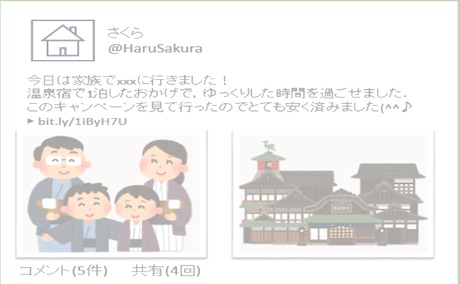 さくら
@HaruSakura
今日は家族でxxxに行きました！
温泉宿で1泊したおかげで，ゆっくりした時間を過ごせました．
このキャンペーンを見て行ったのでとても安く済みました(^^♪
▶ bit.ly/1iByH7U
コメント(5件) 共有(4回)